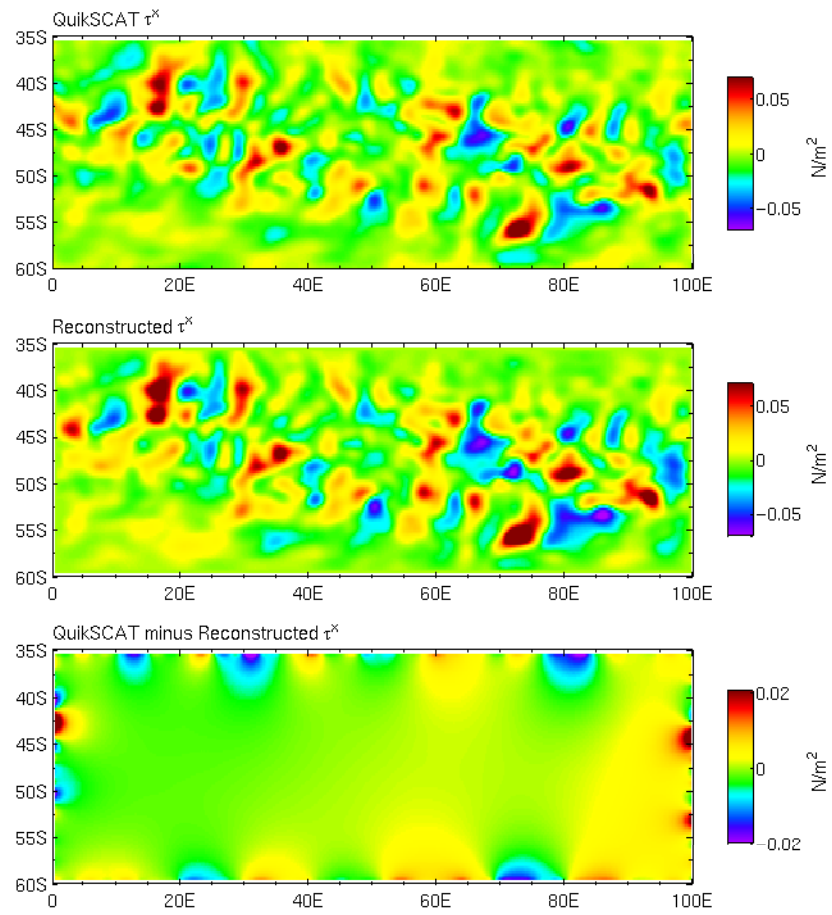 QuikSCAT τx
35S
40S
45S
50S
55S
60S
0 20E 40E 60E 80E 100E
0.05
0
−0.05
N/m2
Reconstructed τx
35S
40S
45S
50S
55S
60S
0 20E 40E 60E 80E 100E
0.05
0
−0.05
N/m2
QuikSCAT minus Reconstructed τx
35S
40S
45S
50S
55S
60S
0 20E 40E 60E 80E 100E
0.02
0
−0.02
N/m2